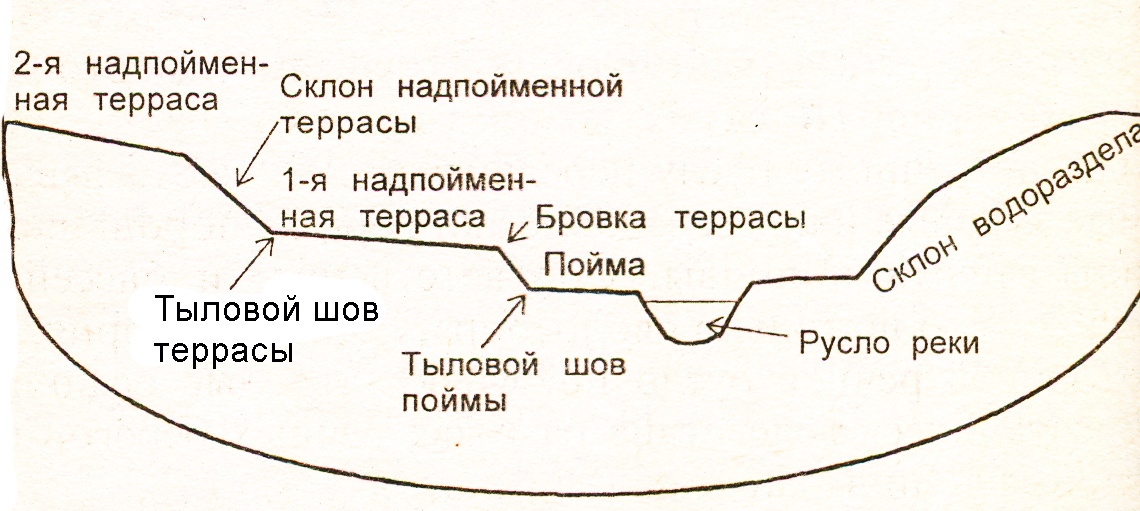 2-я надпоймен-
ная терраса
Склон надпойменной
террасы
1-я надпоймен-
ная терраса
Бровка террасы
Пойма
Склон водораздела
Тыловой шов
террасы
Русло реки
Тыловой шов
поймы